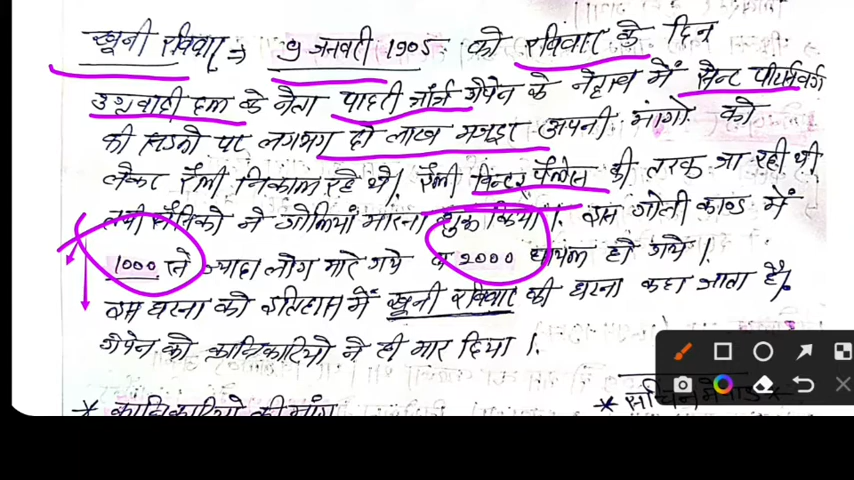 खूनी रविवार ⇒ 9 जनवरी 1905 को रविवार के दिन
उग्रवादी दल के नेता पादरी जॉर्ज गैपेन के नेतृत्व में सेन्ट पीटर्सबर्ग
की सडको पर लगभग दो लाख मजदूर अपनी मांगो को
लेकर रैली निकाल रहे थे। रैली विन्टर पैलेस की तरफ जा रही थी
तभी सैनिको ने गोलियां मारना शुरू किया। इस गोली काण्ड में
1000 से ज्यादा लोग मारे गये व 2000 घायल हो गये।
इस घटना को इतिहास में खूनी रविवार की घटना कहा जाता है।
गैपेन को क्रान्तिकारियो ने ही मार दिया।
* क्रान्तिकारियो की मांग